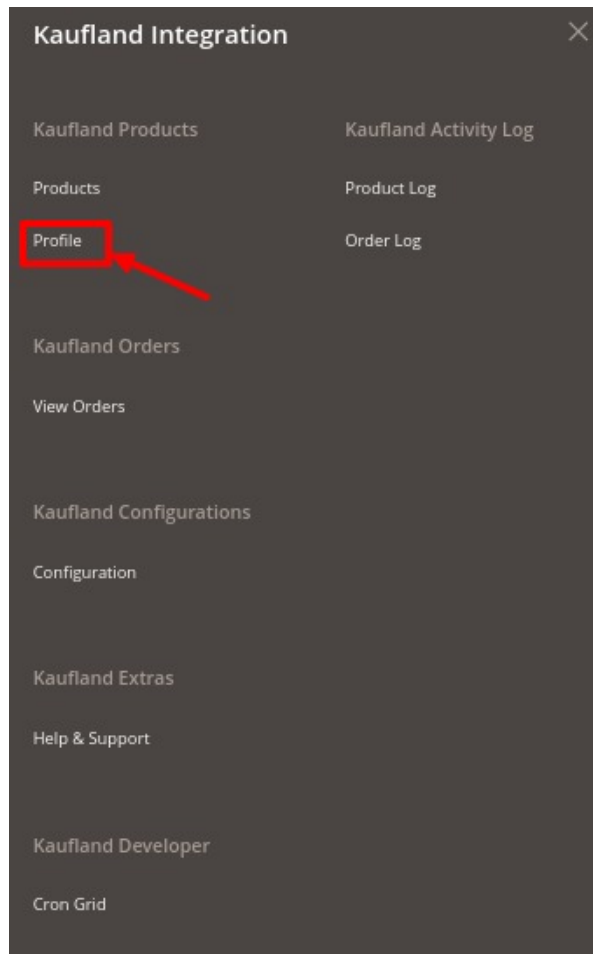 Kaufland Integration
Kaufland Products
Products
Profile
Kaufland Activity Log
Product Log
Order Log
Kaufland Orders
View Orders
Kaufland Configurations
Configuration
Kaufland Extras
Help & Support
Kaufland Developer
Cron Grid